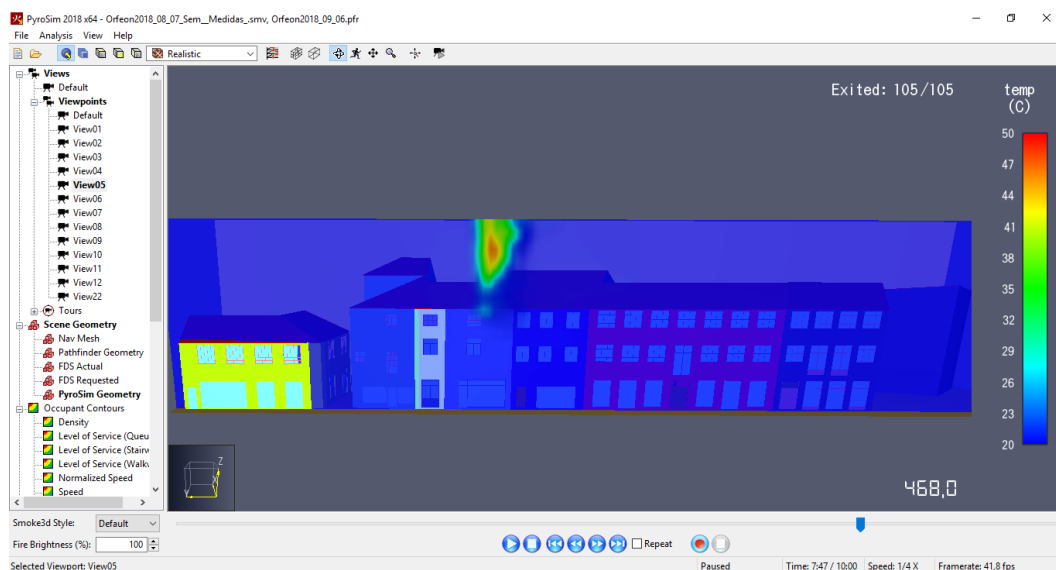 PyroSim 2018 x64 - Orfeon2018_08_07_Sem__Medidas_.smv, Orfeon2018_09_06.pfr
File Analysis View Help
Realistic
Views
Default
Viewpoints
Default
View01
View02
View03
View04
View05
View06
View07
View08
View09
View10
View11
View12
View22
Tours
Scene Geometry
Nav Mesh
Pathfinder Geometry
FDS Actual
FDS Requested
PyroSim Geometry
Occupant Contours
Density
Level of Service (Queu
Level of Service (Stairw
Level of Service (Walkw
Normalized Speed
Speed
Exited: 105/105
temp
(C)
50
47
44
41
38
35
32
29
26
23
20
Z
X
Y
468,0
Smoke3d Style: Default
Fire Brightness (%): 100
Repeat
Selected Viewport: View05
Paused
Time: 7:47 / 10:00
Speed: 1/4 X
Framerate: 41,8 fps